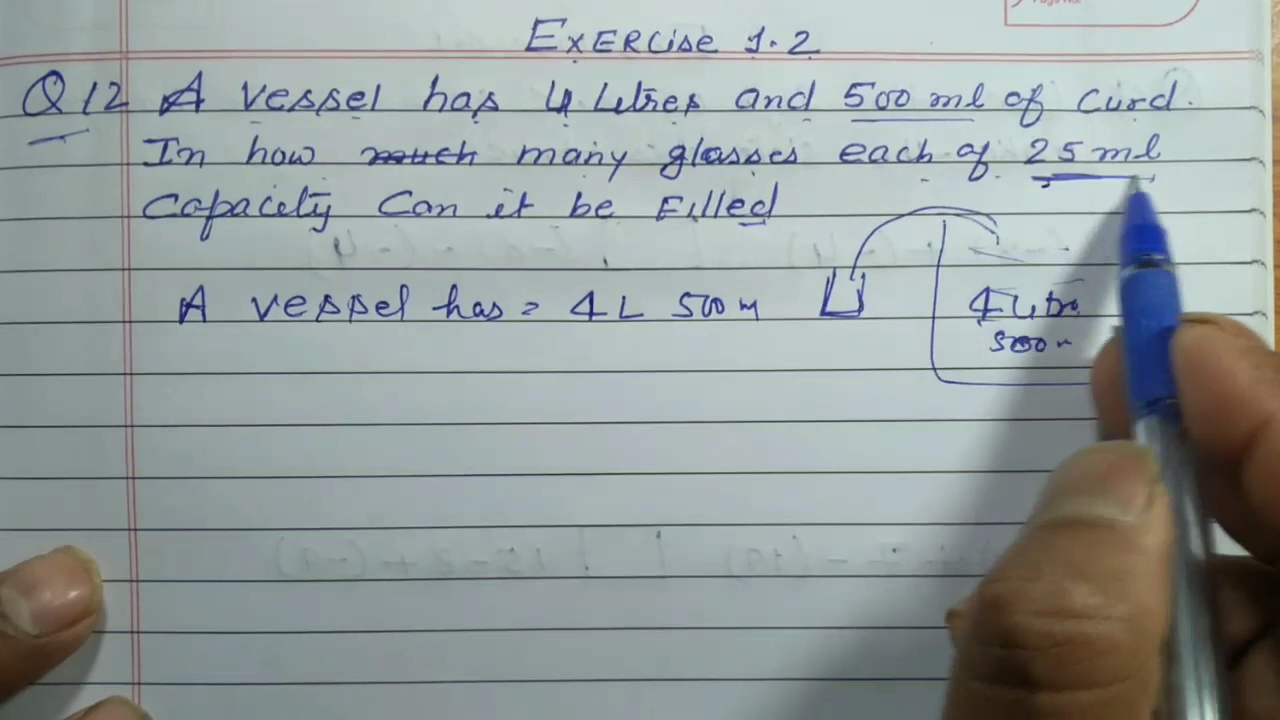 Exercise 1.2
Q12 A vessel has 4 Litres and 500 ml of curd.
In how much many glasses each of 25 ml
Capacity Can it be Filled
A vessel has = 4 L 500 m
4 Litre
500 m